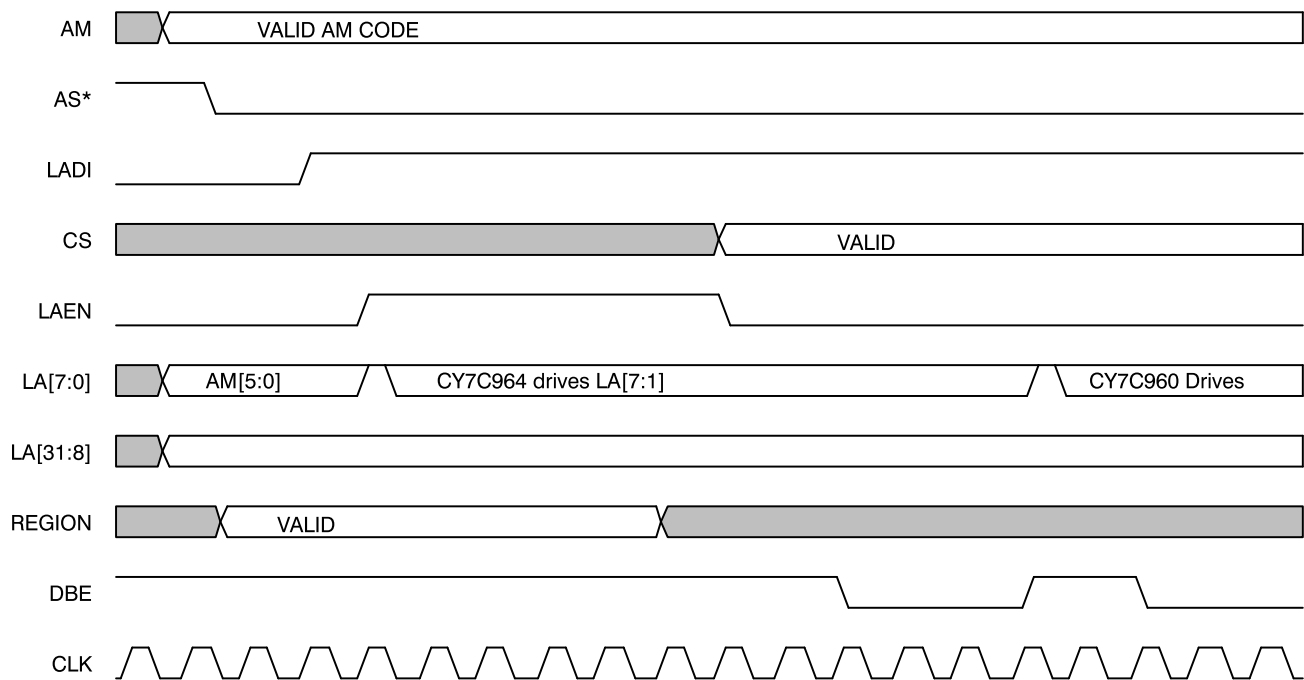 AM VALID AM CODE
AS*
LADI
CS VALID
LAEN
LA[7:0] AM[5:0] CY7C964 drives LA[7:1] CY7C960 Drives
LA[31:8]
REGION VALID
DBE
CLK